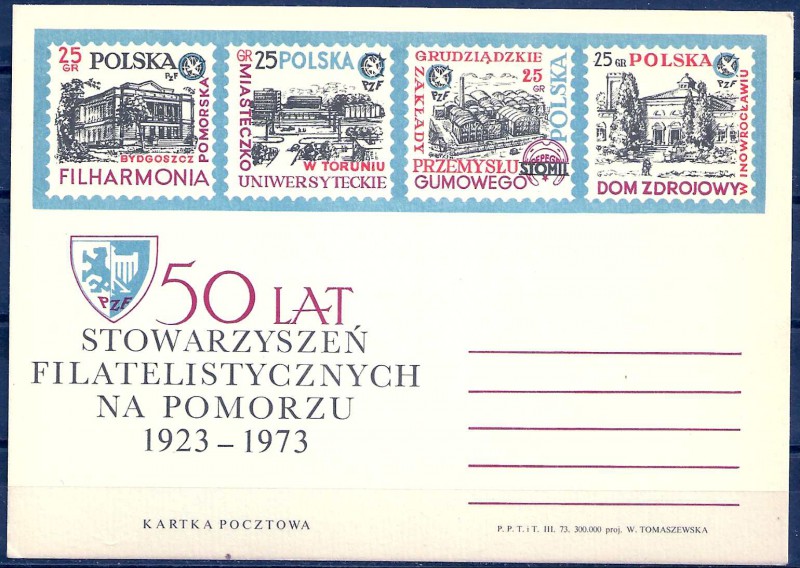 25 GR POLSKA
PZF
POMORSKA
BYDGOSZCZ
FILHARMONIA
GR 25 POLSKA
PZF
MIASTECZKO
W TORUNIU
UNIWERSYTECKIE
GRUDZIĄDZKIE
ZAKŁADY
PZF
25 GR
POLSKA
PRZEMYSŁU
GUMOWEGO
STOMIL
25 GR POLSKA
PZF
W INOWROCŁAWIU
DOM ZDROJOWY
PZF
50 LAT
STOWARZYSZEŃ
FILATELISTYCZNYCH
NA POMORZU
1923 – 1973
KARTKA POCZTOWA
P. P. T. i T. III. 73. 300.000 proj. W. TOMASZEWSKA